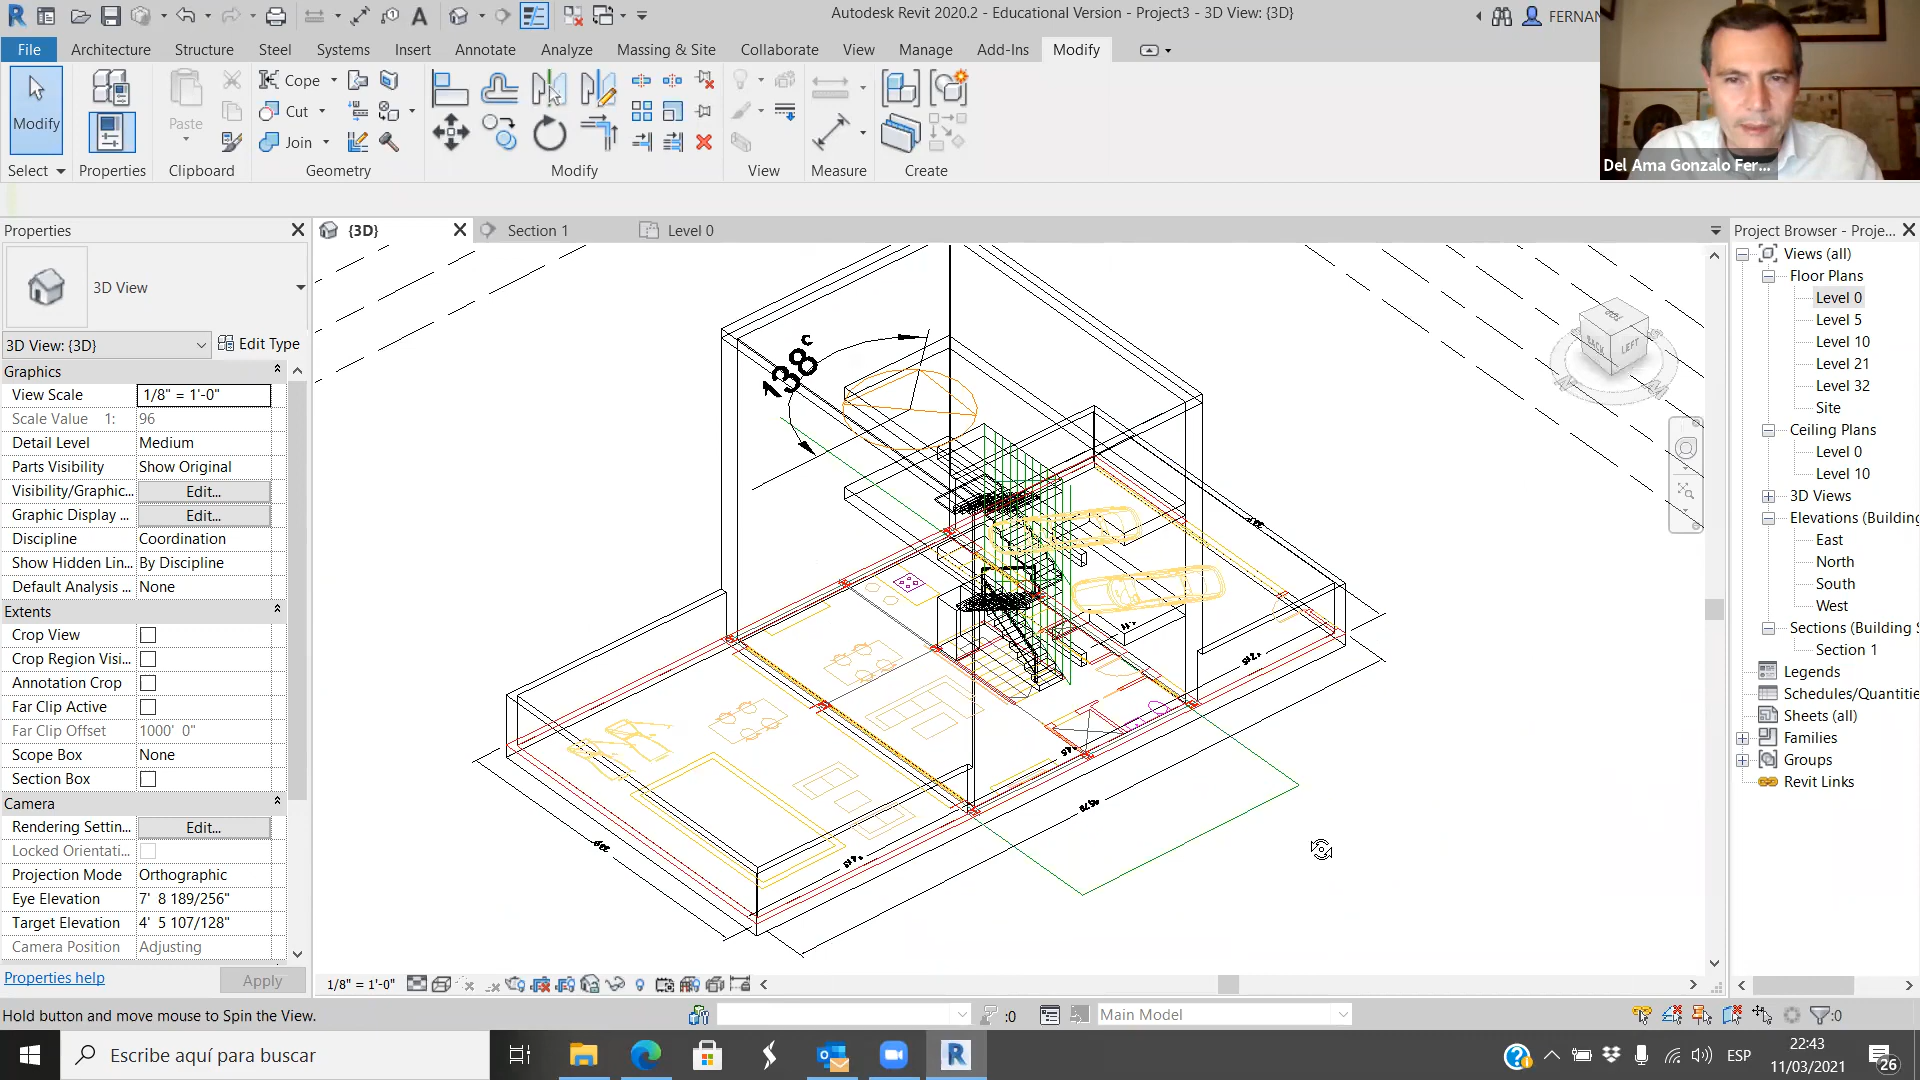 Autodesk Revit 2020.2 - Educational Version - Project3 - 3D View: {3D}
FERNAN
File
Architecture
Structure
Steel
Systems
Insert
Annotate
Analyze
Massing & Site
Collaborate
View
Manage
Add-Ins
Modify
Modify
Paste
Cope
Cut
Join
Select
Properties
Clipboard
Geometry
Modify
View
Measure
Create
Del Ama Gonzalo Fer...
Properties
{3D}
Section 1
Level 0
Project Browser - Proje...
3D View
3D View: {3D}
Edit Type
Graphics
View Scale 1/8" = 1'-0"
Scale Value 1: 96
Detail Level Medium
Parts Visibility Show Original
Visibility/Graphic... Edit...
Graphic Display ... Edit...
Discipline Coordination
Show Hidden Lin... By Discipline
Default Analysis ... None
Extents
Crop View
Crop Region Visi...
Annotation Crop
Far Clip Active
Far Clip Offset 1000' 0"
Scope Box None
Section Box
Camera
Rendering Settin... Edit...
Locked Orientati...
Projection Mode Orthographic
Eye Elevation 7' 8 189/256"
Target Elevation 4' 5 107/128"
Camera Position Adjusting
Properties help
Apply
138
c
TOP
BACK
LEFT
Views (all)
Floor Plans
Level 0
Level 5
Level 10
Level 21
Level 32
Site
Ceiling Plans
Level 0
Level 10
3D Views
Elevations (Building
East
North
South
West
Sections (Building
Section 1
Legends
Schedules/Quantitie
Sheets (all)
Families
Groups
Revit Links
1/8" = 1'-0"
Hold button and move mouse to Spin the View.
:0
Main Model
:0
Escribe aquí para buscar
ESP
22:43
11/03/2021
26